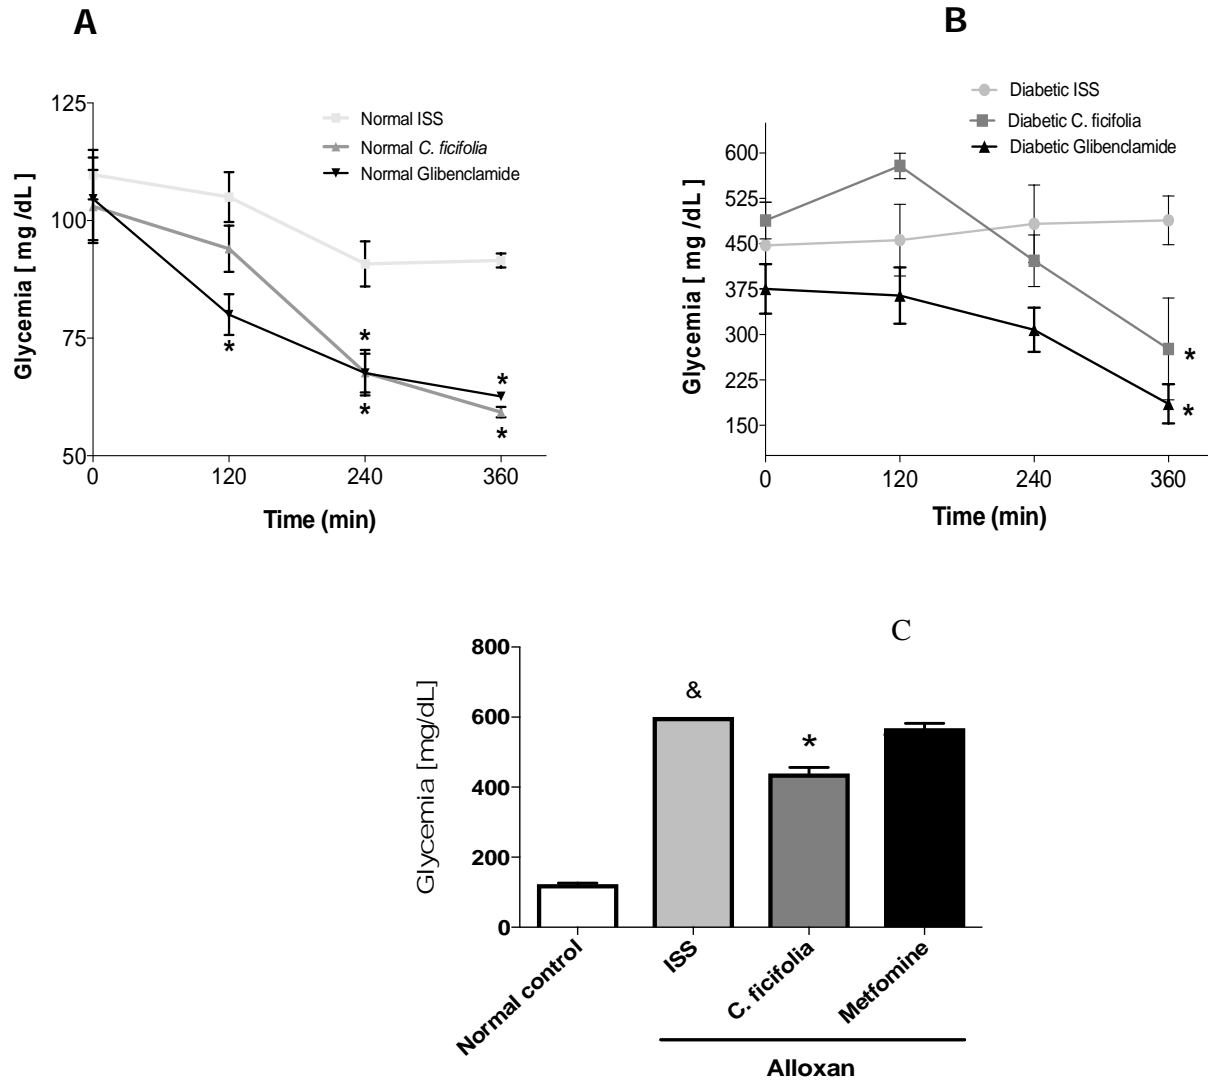 A
125
100
75
50
0
120
240
360
Glycemia [ mg /dL ]
Time (min)
Normal ISS
Normal C. ficifolia
Normal Glibenclamide
*
*
*
*
*
B
600
525
450
375
300
225
150
0
120
240
360
Glycemia [ mg /dL ]
Time (min)
Diabetic ISS
Diabetic C. ficifolia
Diabetic Glibenclamide
*
*
C
800
600
400
200
0
Glycemia [mg/dL]
&
*
Normal control
ISS
C. ficifolia
Metfomine
Alloxan